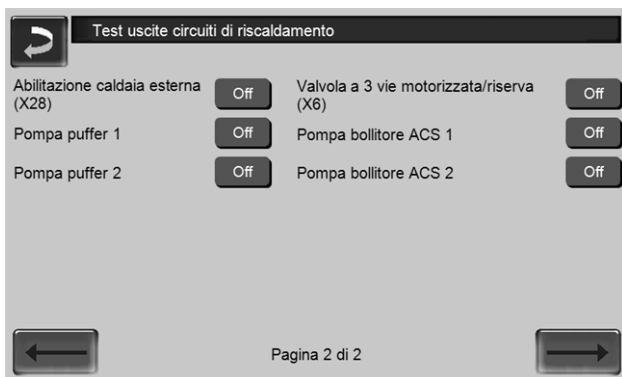 Test uscite circuiti di riscaldamento
Abilitazione caldaia esterna
(X28)
Off
Valvola a 3 vie motorizzata/riserva
(X6)
Off
Pompa puffer 1
Off
Pompa bollitore ACS 1
Off
Pompa puffer 2
Off
Pompa bollitore ACS 2
Off
Pagina 2 di 2